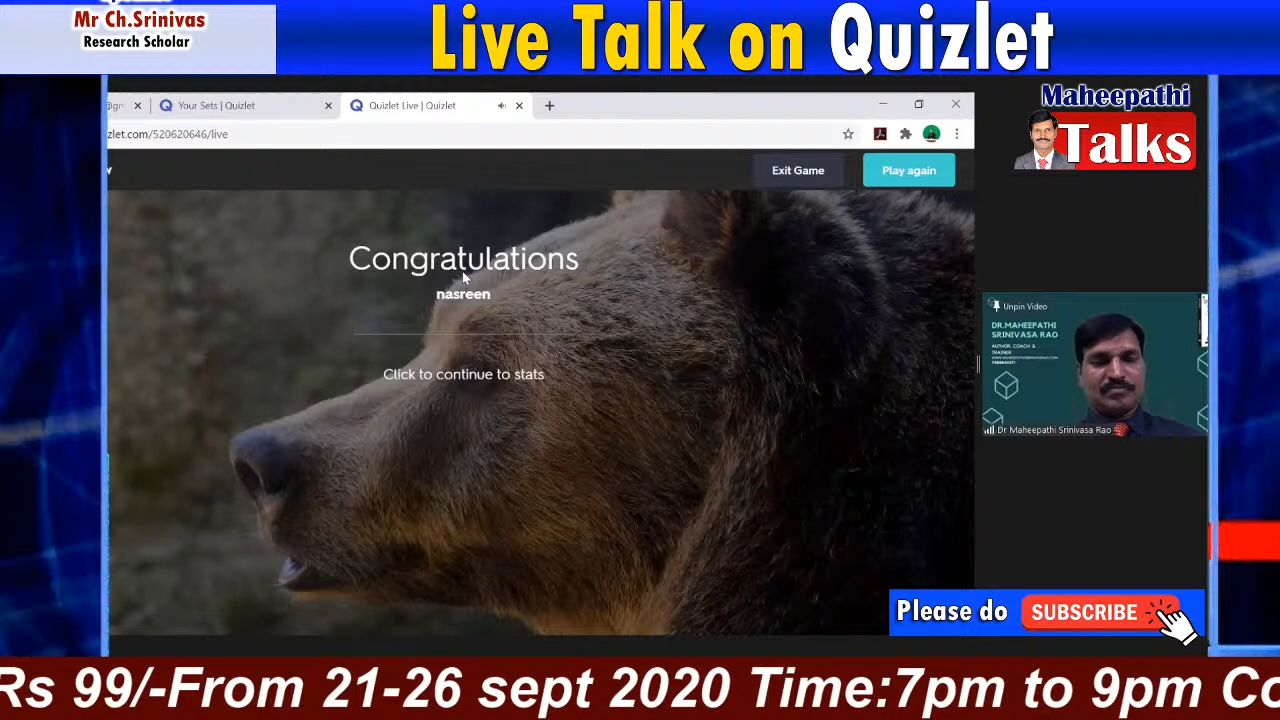 Mr Ch.Srinivas
Research Scholar
Live Talk on Quizlet
Maheepathi
Talks
Your Sets | Quizlet
Quizlet Live | Quizlet
zlet.com/520620646/live
Exit Game
Play again
Congratulations
nasreen
Click to continue to stats
Unpin Video
DR.MAHEEPATHI
SRINIVASA RAO
AUTHOR, COACH &
TRAINER
Dr Maheepathi Srinivasa Rao
Please do SUBSCRIBE
Rs 99/-From 21-26 sept 2020 Time:7pm to 9pm Co